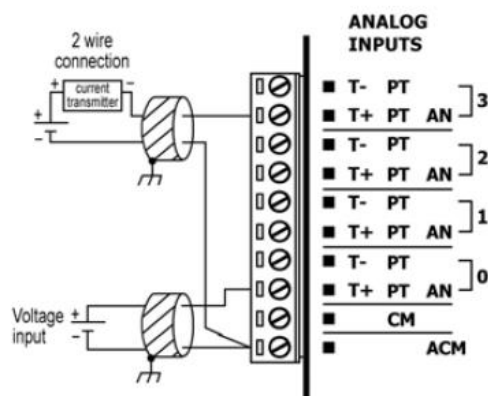 2 wire
connection
+ current
transmitter -
+
-
Voltage
input
+
-
ANALOG
INPUTS
T- PT
T+ PT AN
3
T- PT
T+ PT AN
2
T- PT
T+ PT AN
1
T- PT
T+ PT AN
0
CM
ACM